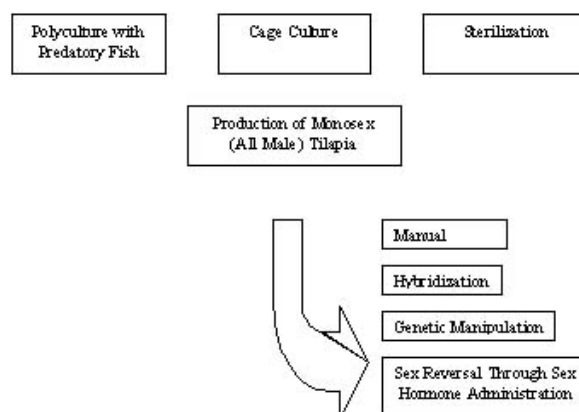 Polyculture with
Predatory Fish
Cage Culture
Sterilization
Production of Monosex
(All Male) Tilapia
Manual
Hybridization
Genetic Manipulation
Sex Reversal Through Sex
Hormone Administration